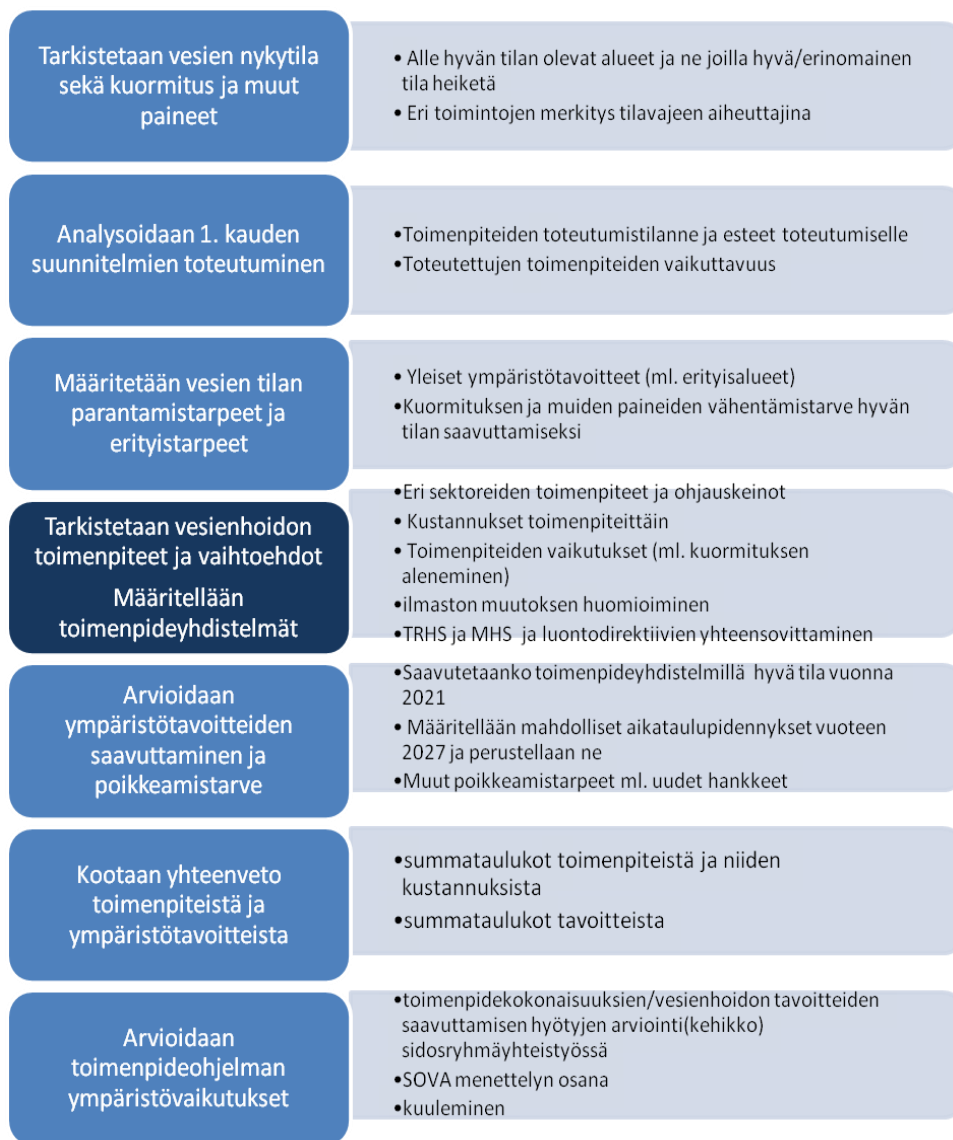 Tarkistetaan vesien nykytila
sekä kuormitus ja muut
paineet
• Alle hyvän tilan olevat alueet ja ne joilla hyvä/erinomainen
tila heiketä
• Eri toimintojen merkitys tilavajeen aiheuttajina
Analysoidaan 1. kauden
suunnitelmien toteutuminen
•Toimenpiteiden toteutumistilanne ja esteet toteutumiselle
•Toteutettujen toimenpiteiden vaikuttavuus
Määritetään vesien tilan
parantamistarpeet ja
erityistarpeet
• Yleiset ympäristötavoitteet (ml. erityisalueet)
•Kuormituksen ja muiden paineiden vähentämistarve hyvän
tilan saavuttamiseksi
Tarkistetaan vesienhoidon
toimenpiteet ja vaihtoehdot
Määritellään
toimenpideyhdistelmät
•Eri sektoreiden toimenpiteet ja ohjauskeinot
• Kustannukset toimenpiteittäin
• Toimenpiteiden vaikutukset (ml. kuormituksen
aleneminen)
•ilmaston muutoksen huomioiminen
•TRHS ja MHS ja luontodirektiivien yhteensovittaminen
Arvioidaan
ympäristötavoitteiden
saavuttaminen ja
poikkeamistarve
•Saavutetaanko toimenpideyhdistelmillä hyvä tila vuonna
2021
• Määritellään mahdolliset aikataulupidennykset vuoteen
2027 ja perustellaan ne
•Muut poikkeamistarpeet ml. uudet hankkeet
Kootaan yhteenveto
toimenpiteistä ja
ympäristötavoitteista
•summataulukot toimenpiteistä ja niiden
kustannuksista
•summataulukot tavoitteista
Arvioidaan
toimenpideohjelman
ympäristövaikutukset
•toimenpidekokonaisuuksien/vesienhoidon tavoitteiden
saavuttamisen hyötyjen arviointi(kehikko)
sidosryhmäyhteistyössä
•SOVA menettelyn osana
•kuuleminen